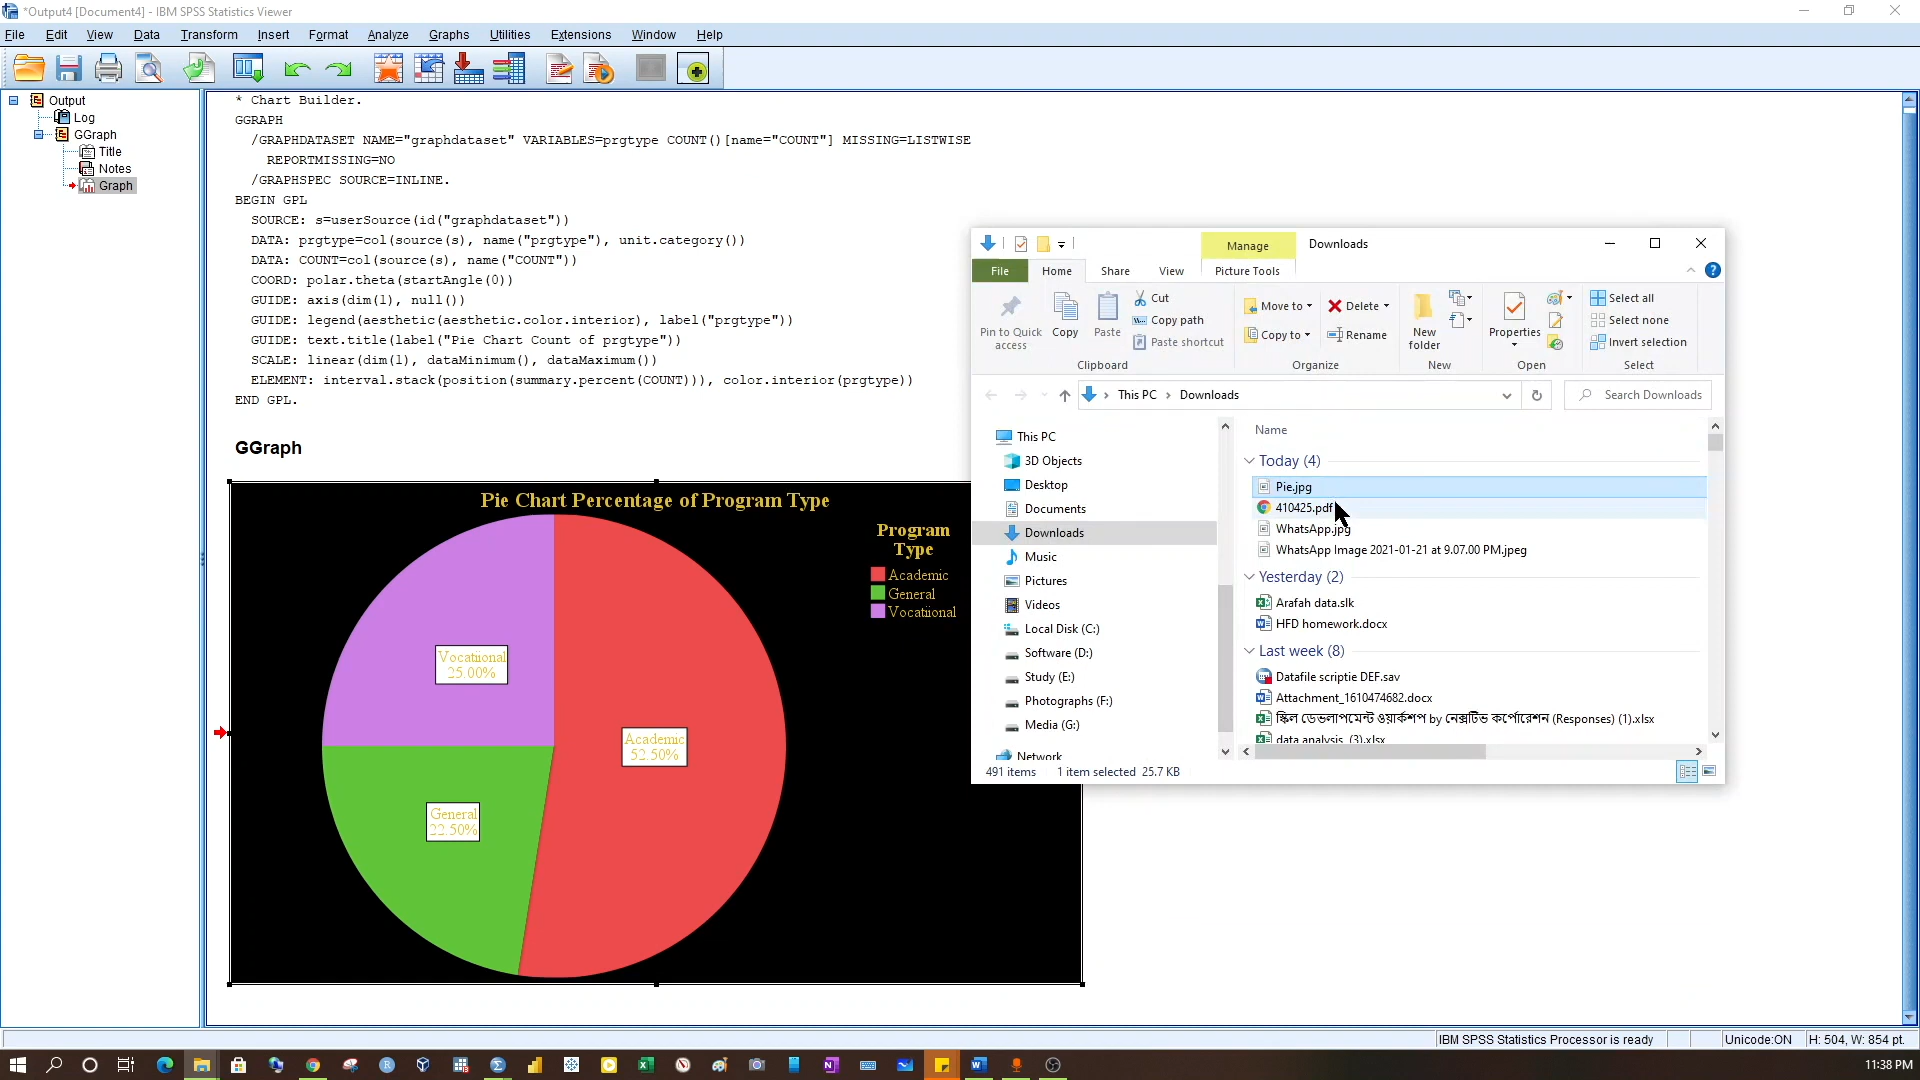 *Output4 [Document4] - IBM SPSS Statistics Viewer
File Edit View Data Transform Insert Format Analyze Graphs Utilities Extensions Window Help
Output
Log
GGraph
Title
Notes
Graph
* Chart Builder.
GGRAPH
/GRAPHDATASET NAME="graphdataset" VARIABLES=prgtype COUNT()[name="COUNT"] MISSING=LISTWISE
REPORTMISSING=NO
/GRAPHSPEC SOURCE=INLINE.
BEGIN GPL
SOURCE: s=userSource(id("graphdataset"))
DATA: prgtype=col(source(s), name("prgtype"), unit.category())
DATA: COUNT=col(source(s), name("COUNT"))
COORD: polar.theta(startAngle(0))
GUIDE: axis(dim(1), null())
GUIDE: legend(aesthetic(aesthetic.color.interior), label("prgtype"))
GUIDE: text.title(label("Pie Chart Count of prgtype"))
SCALE: linear(dim(1), dataMinimum(), dataMaximum())
ELEMENT: interval.stack(position(summary.percent(COUNT))), color.interior(prgtype))
END GPL.
GGraph
Pie Chart Percentage of Program Type
Program
Type
Academic
General
Vocatiional
Vocatiional
25.00%
Academic
52.50%
General
22.50%
Manage
Downloads
File Home Share View Picture Tools
Pin to Quick
access
Copy
Paste
Cut
Copy path
Paste shortcut
Clipboard
Move to
Copy to
Delete
Rename
Organize
New
folder
New
Properties
Open
Select all
Select none
Invert selection
Select
This PC > Downloads
Search Downloads
This PC
3D Objects
Desktop
Documents
Downloads
Music
Pictures
Videos
Local Disk (C:)
Software (D:)
Study (E:)
Photographs (F:)
Media (G:)
Network
Name
Today (4)
Pie.jpg
410425.pdf
WhatsApp.jpg
WhatsApp Image 2021-01-21 at 9.07.00 PM.jpeg
Yesterday (2)
Arafah data.slk
HFD homework.docx
Last week (8)
Datafile scriptie DEF.sav
Attachment_1610474682.docx
স্কিল ডেভলাপমেন্ট ওয়ার্কশপ by নেক্সটিভ কর্পোরেশন (Responses) (1).xlsx
data analysis (3).xlsx
491 items 1 item selected 25.7 KB
IBM SPSS Statistics Processor is ready
Unicode:ON
H: 504, W: 854 pt.
11:38 PM